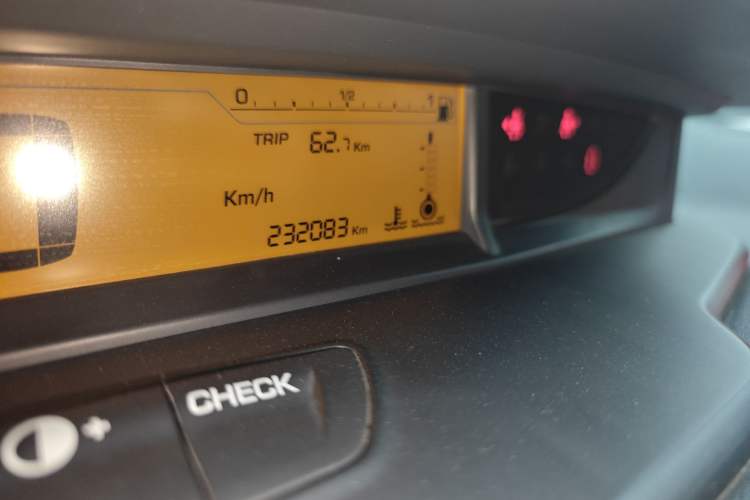 0 1/2 1
TRIP 62.7 Km
Km/h
232083 Km
CHECK